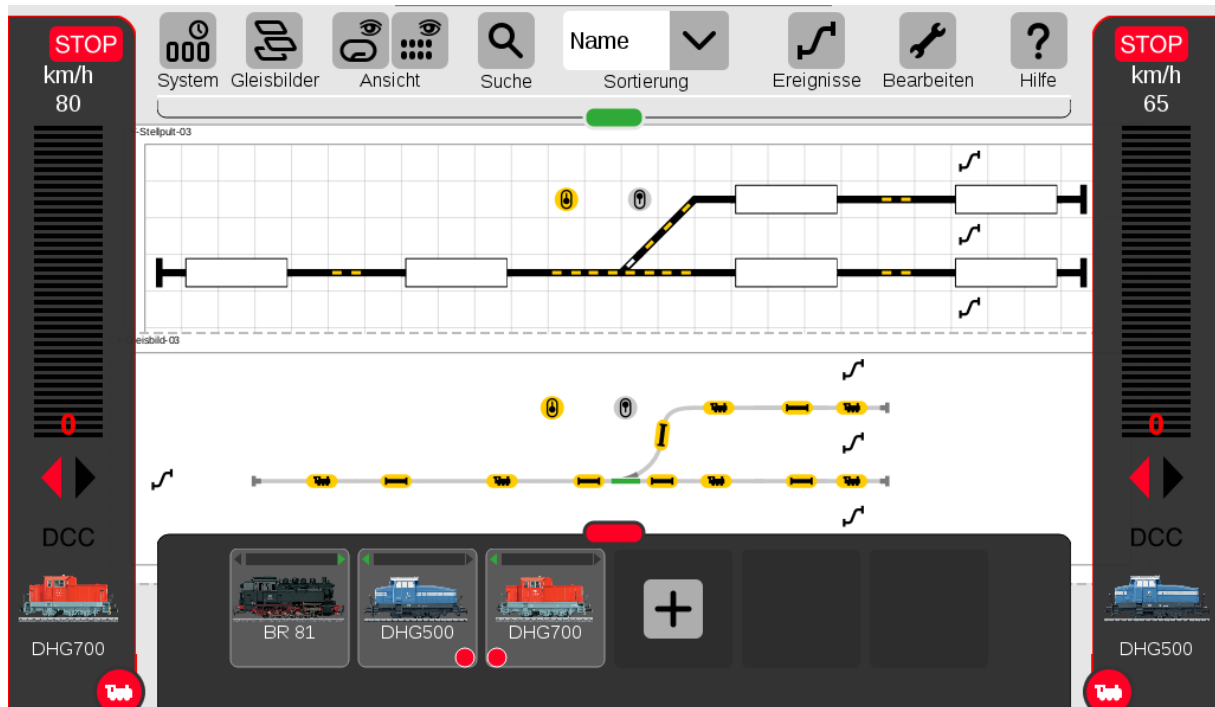 STOP
km/h
80
0
DCC
DHG700
System
Gleisbilder
Ansicht
Suche
Name
Sortierung
Ereignisse
Bearbeiten
Hilfe
-Stellpult-03
eisbild-03
BR 81
DHG500
DHG700
STOP
km/h
65
0
DCC
DHG500